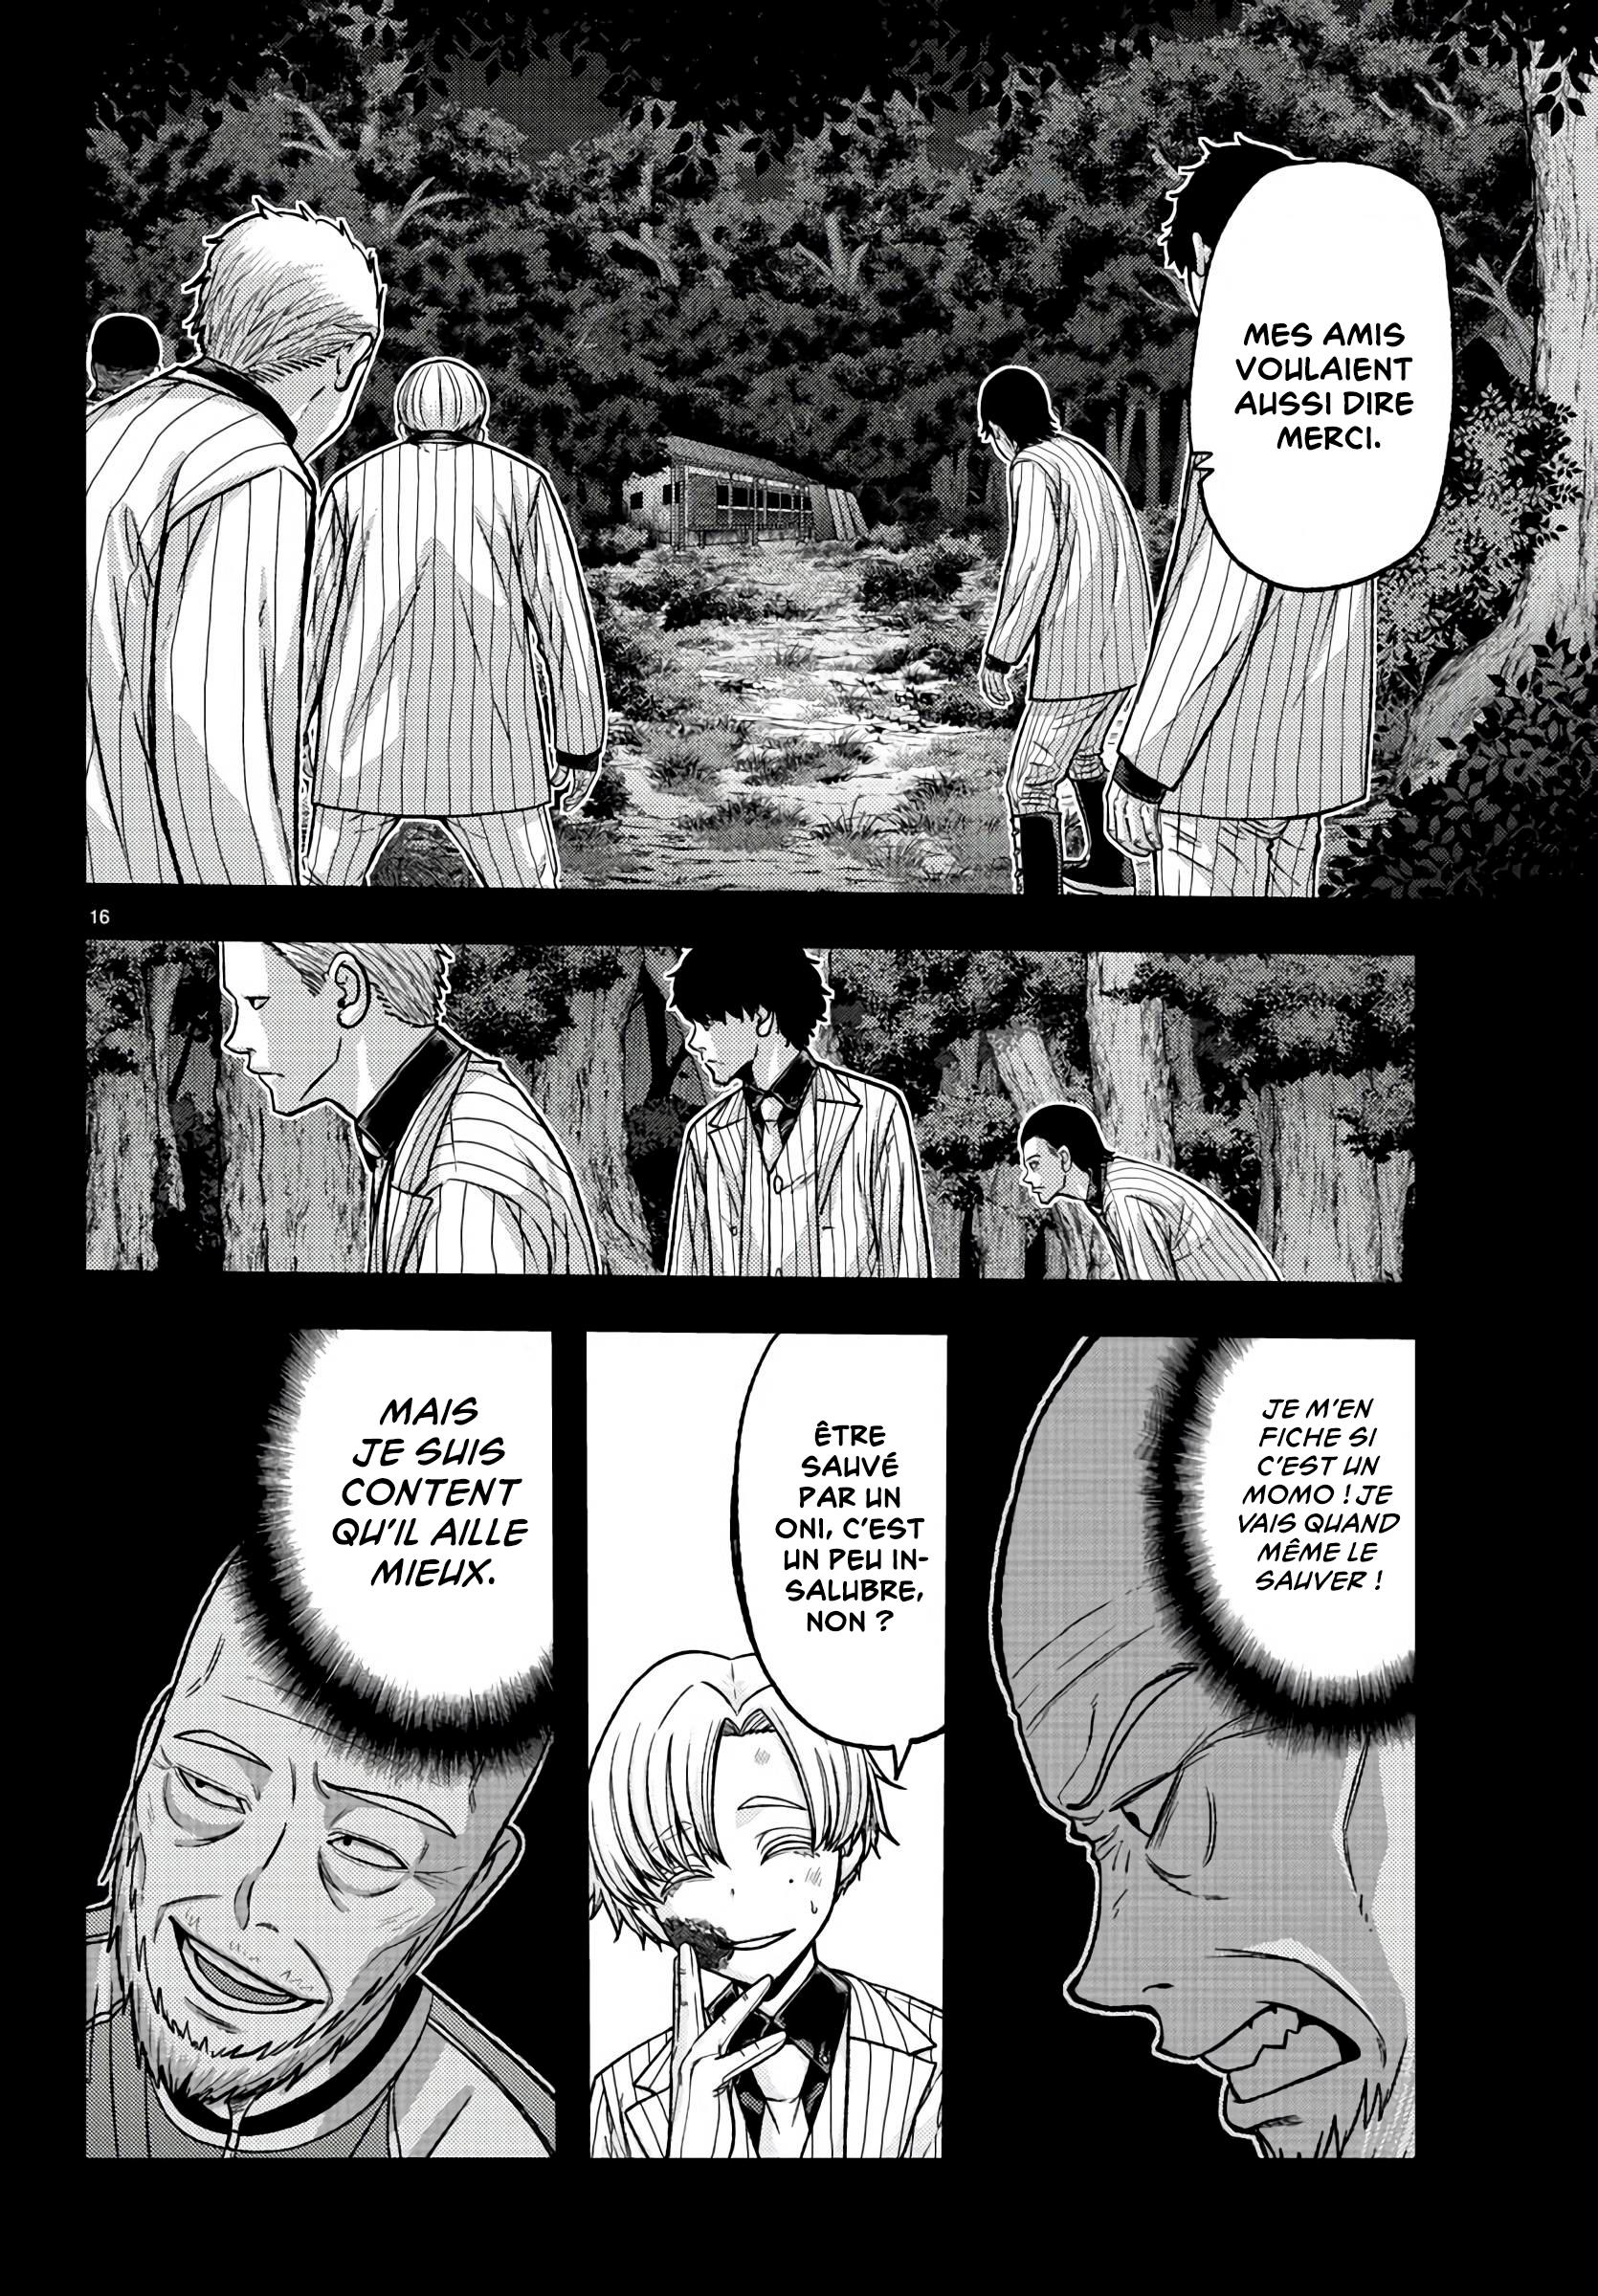 MES AMIS
VOULAIENT
AUSSI DIRE
MERCI.
16
JE M'EN
FICHE SI
C'EST UN
MOMO ! JE
VAIS QUAND
MÊME LE
SAUVER !
ÊTRE
SAUVÉ
PAR UN
ONI, C'EST
UN PEU IN-
SALUBRE,
NON ?
MAIS
JE SUIS
CONTENT
QU'IL AILLE
MIEUX.